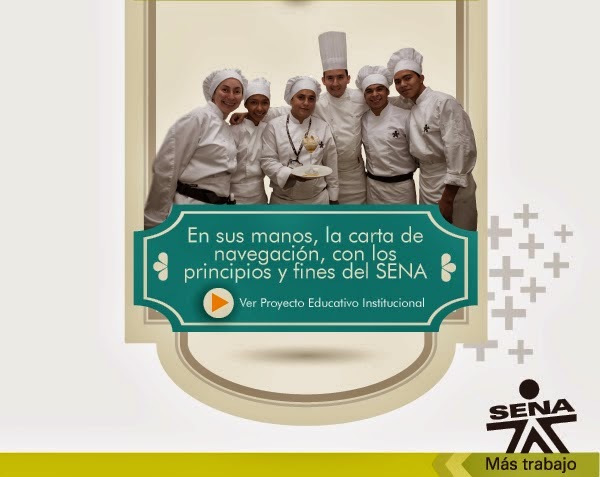 En sus manos, la carta de
navegación, con los
principios y fines del SENA
Ver Proyecto Educativo Institucional
SENA
Más trabajo